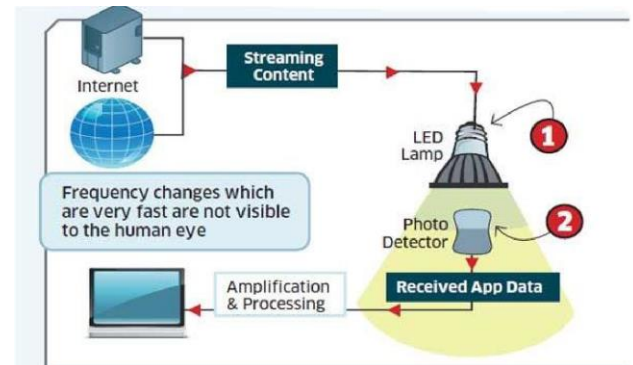 Streaming
Content
Internet
LED
Lamp
1
Frequency changes which
are very fast are not visible
to the human eye
Photo
Detector
2
Amplification
& Processing
Received App Data